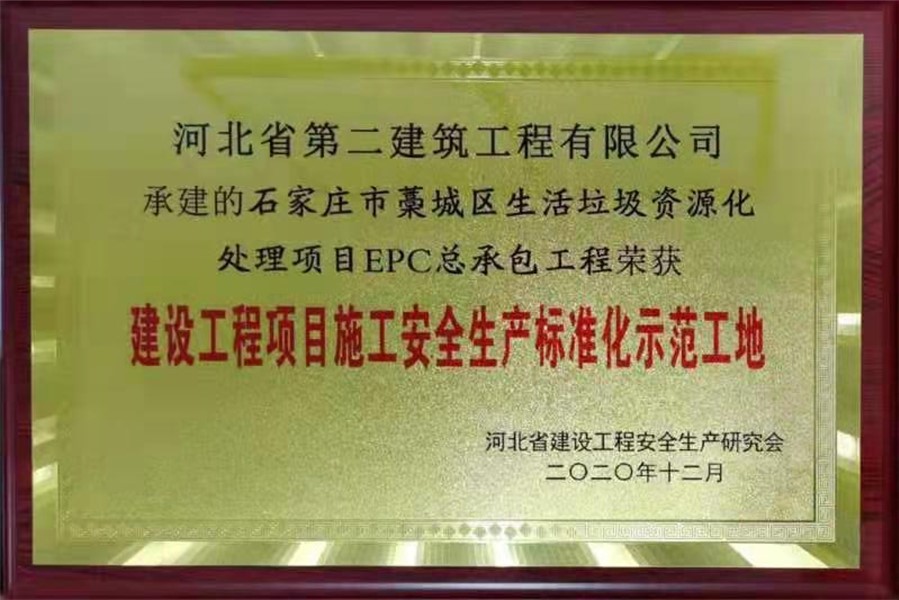 河北省第二建筑工程有限公司
承建的石家庄市藁城区生活垃圾资源化
处理项目EPC总承包工程荣获
建设工程项目施工安全生产标准化示范工地
河北省建设工程安全生产研究会
二〇二〇年十二月